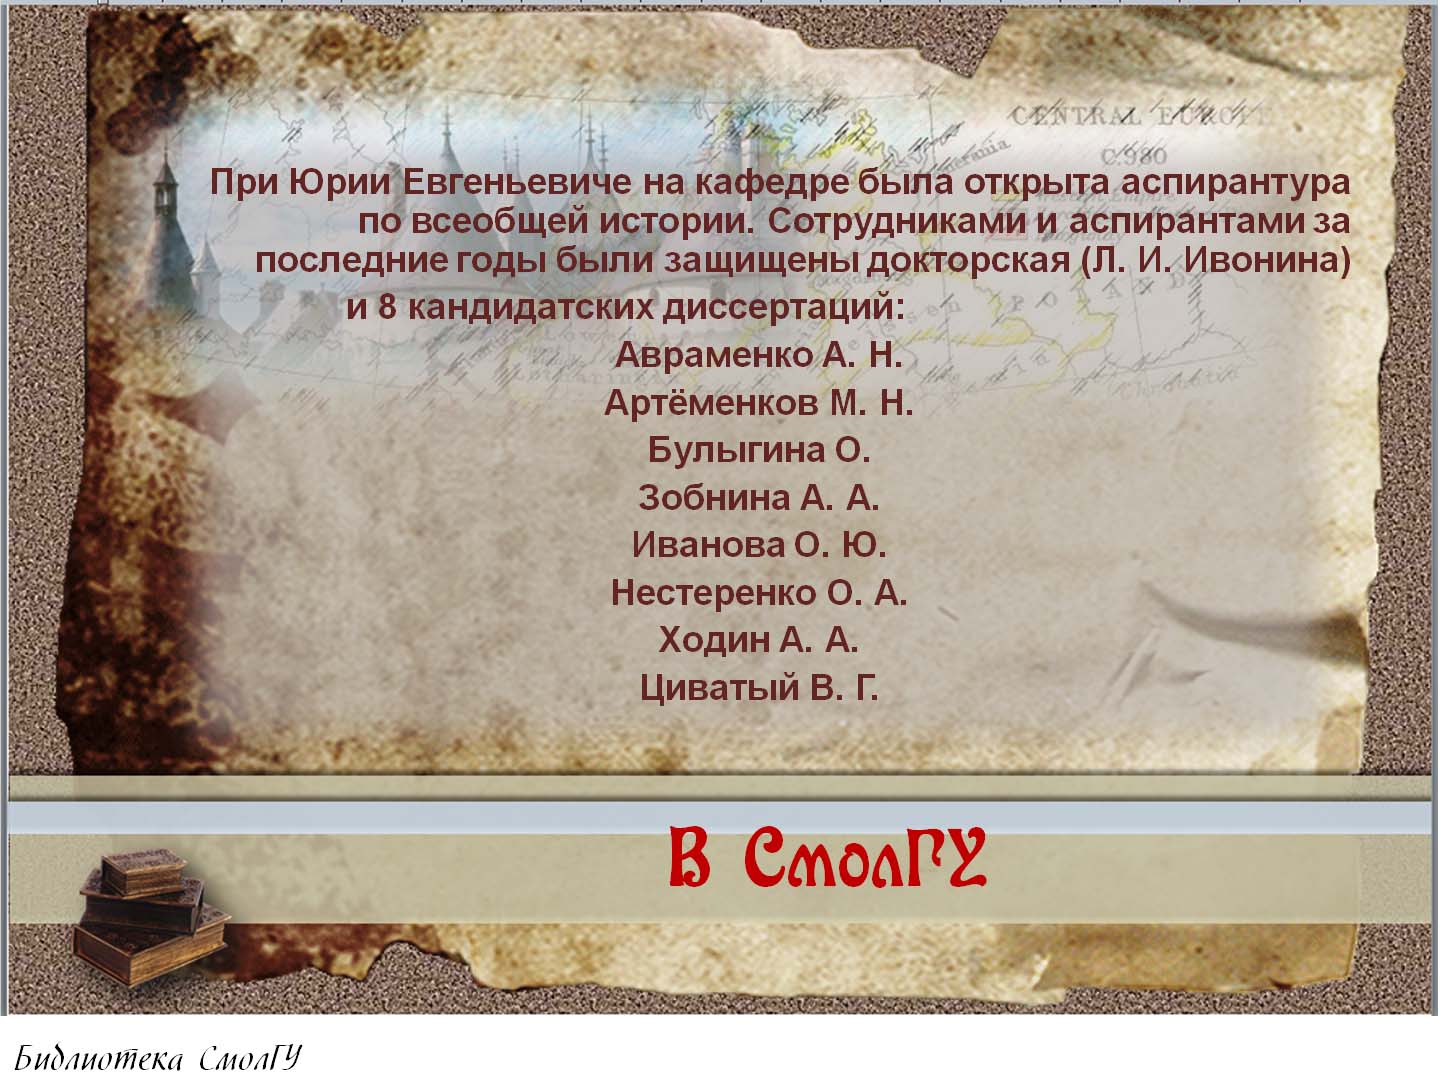 CENTRAL EUROPE
C.980
При Юрии Евгеньевиче на кафедре была открыта аспирантура
по всеобщей истории. Сотрудниками и аспирантами за
последние годы были защищены докторская (Л. И. Ивонина)
и 8 кандидатских диссертаций:
Авраменко А. Н.
Артёменков М. Н.
Булыгина О.
Зобнина А. А.
Иванова О. Ю.
Нестеренко О. А.
Ходин А. А.
Циватый В. Г.
В СмолГУ
Библиотека СмолГУ